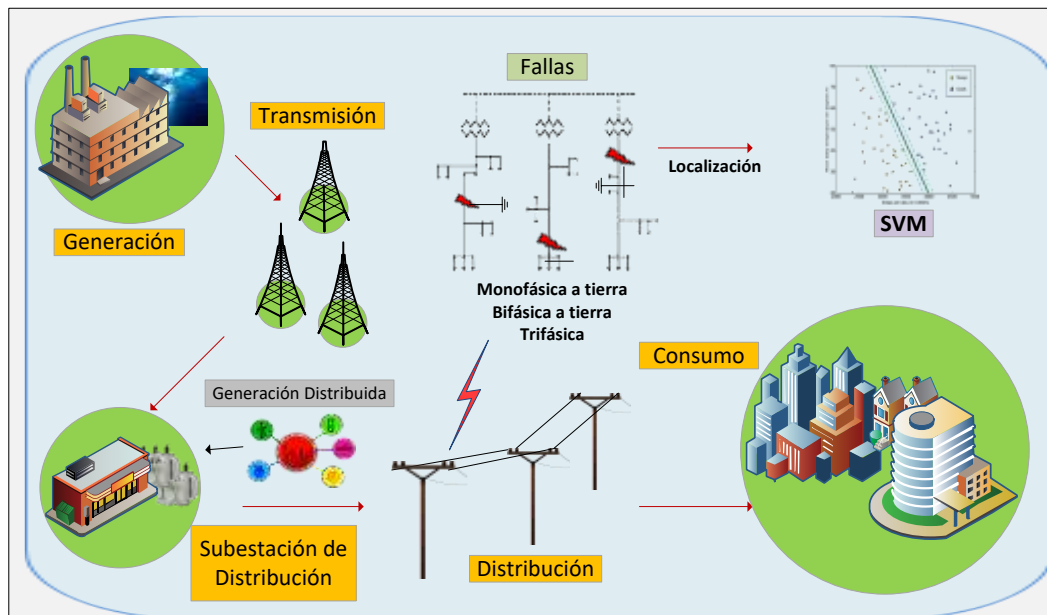 Fallas
Transmisión
Localización
SVM
Generación
Monofásica a tierra
Bifásica a tierra
Trifásica
Consumo
Generación Distribuida
Subestación de
Distribución
Distribución